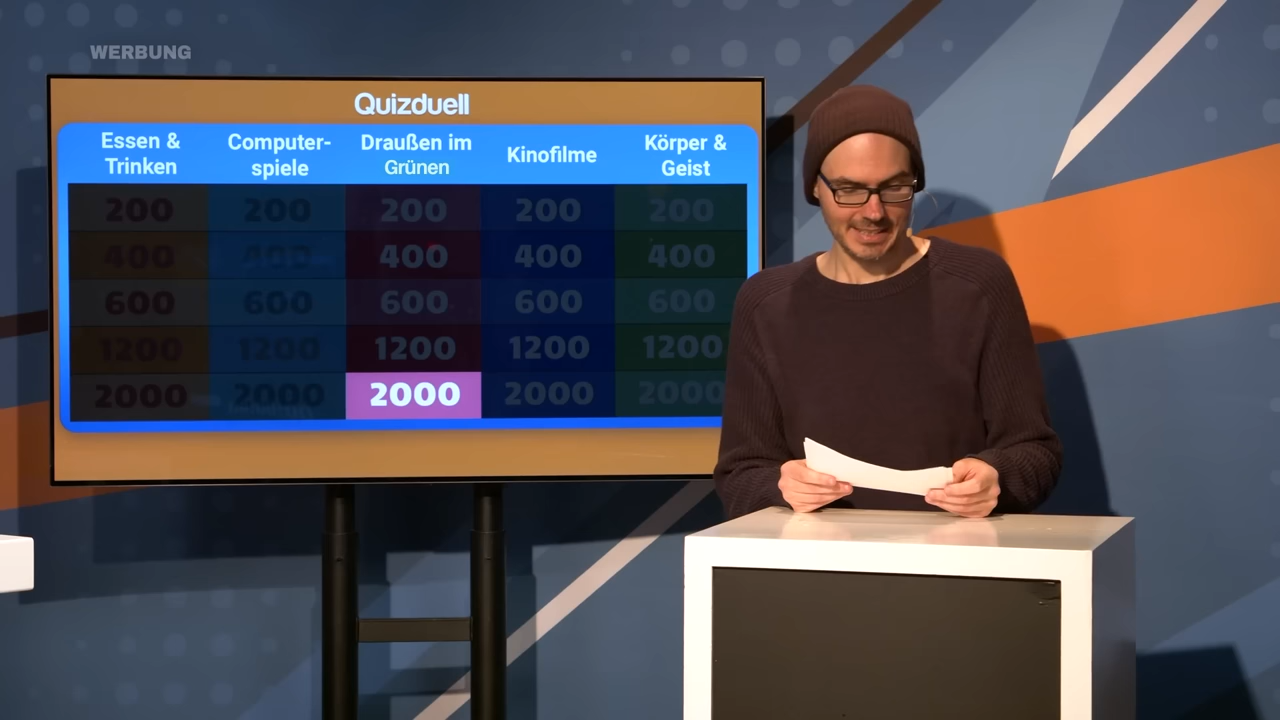 WERBUNG
Quizduell
Essen & Trinken
Computer-spiele
Draußen im Grünen
Kinofilme
Körper & Geist
200 200 200 200 200
400 400 400 400 400
600 600 600 600 600
1200 1200 1200 1200 1200
2000 2000 2000 2000 2000